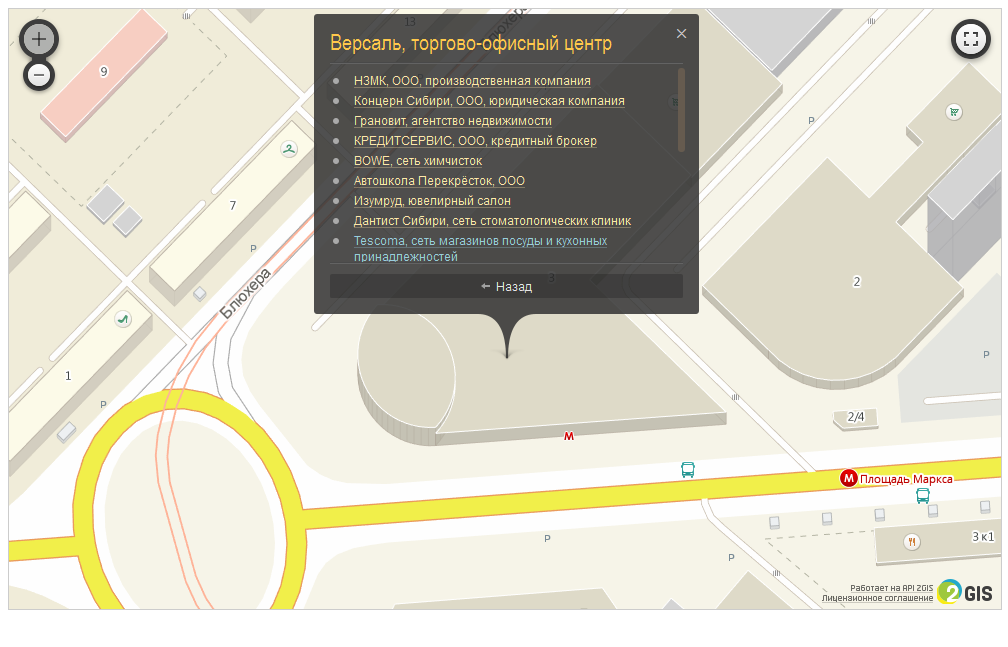 Версаль, торгово-офисный центр
НЗМК, ООО, производственная компания
Концерн Сибири, ООО, юридическая компания
Грановит, агентство недвижимости
КРЕДИТСЕРВИС, ООО, кредитный брокер
BOWE, сеть химчисток
Автошкола Перекрёсток, ООО
Изумруд, ювелирный салон
Дантист Сибири, сеть стоматологических клиник
Tescoma, сеть магазинов посуды и кухонных
принадлежностей
Назад
13
Блюхера
9
7
P
P
Блюхера
3
2
1
P
P
2/4
М
М Площадь Маркса
3 к1
P
P
Работает на API 2GIS
Лицензионное соглашение
2GIS